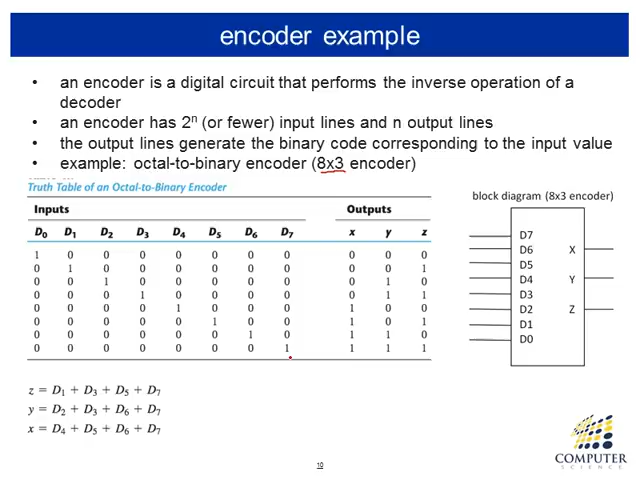 encoder example
• an encoder is a digital circuit that performs the inverse operation of a
decoder
• an encoder has 2ⁿ (or fewer) input lines and n output lines
• the output lines generate the binary code corresponding to the input value
• example: octal-to-binary encoder (8x3 encoder)
Truth Table of an Octal-to-Binary Encoder
Inputs Outputs
D₀ D₁ D₂ D₃ D₄ D₅ D₆ D₇ x y z
1 0 0 0 0 0 0 0 0 0 0
0 1 0 0 0 0 0 0 0 0 1
0 0 1 0 0 0 0 0 0 1 0
0 0 0 1 0 0 0 0 0 1 1
0 0 0 0 1 0 0 0 1 0 0
0 0 0 0 0 1 0 0 1 0 1
0 0 0 0 0 0 1 0 1 1 0
0 0 0 0 0 0 0 1 1 1 1
block diagram (8x3 encoder)
D7
D6 X
D5
D4 Y
D3
D2 Z
D1
D0
z = D₁ + D₃ + D₅ + D₇
y = D₂ + D₃ + D₆ + D₇
x = D₄ + D₅ + D₆ + D₇
10
COMPUTER
SCIENCE